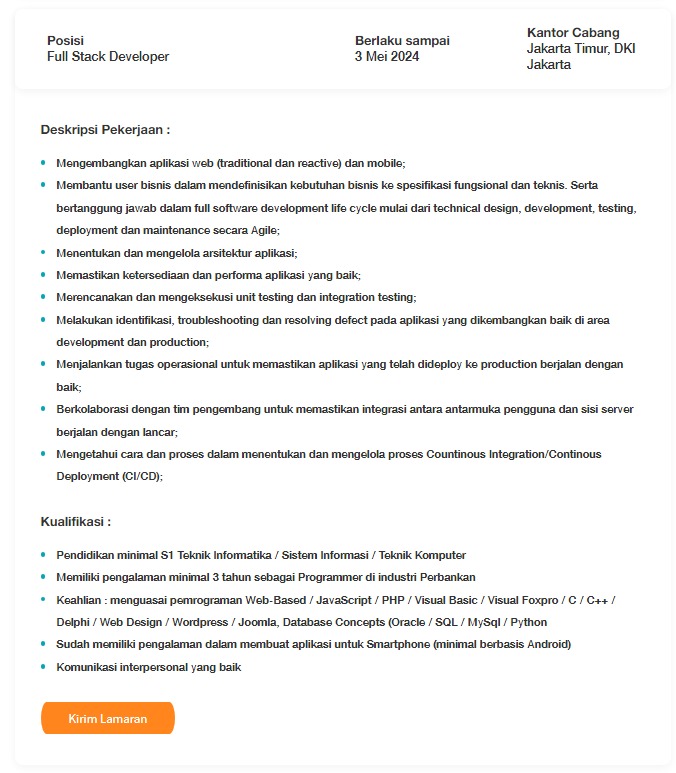 Posisi
Full Stack Developer
Berlaku sampai
3 Mei 2024
Kantor Cabang
Jakarta Timur, DKI
Jakarta
Deskripsi Pekerjaan :
Mengembangkan aplikasi web (traditional dan reactive) dan mobile;
Membantu user bisnis dalam mendefinisikan kebutuhan bisnis ke spesifikasi fungsional dan teknis. Serta
bertanggung jawab dalam full software development life cycle mulai dari technical design, development, testing,
deployment dan maintenance secara Agile;
Menentukan dan mengelola arsitektur aplikasi;
Memastikan ketersediaan dan performa aplikasi yang baik;
Merencanakan dan mengeksekusi unit testing dan integration testing;
Melakukan identifikasi, troubleshooting dan resolving defect pada aplikasi yang dikembangkan baik di area
development dan production;
Menjalankan tugas operasional untuk memastikan aplikasi yang telah dideploy ke production berjalan dengan
baik;
Berkolaborasi dengan tim pengembang untuk memastikan integrasi antara antarmuka pengguna dan sisi server
berjalan dengan lancar;
Mengetahui cara dan proses dalam menentukan dan mengelola proses Countinous Integration/Continous
Deployment (CI/CD);
Kualifikasi :
Pendidikan minimal S1 Teknik Informatika / Sistem Informasi / Teknik Komputer
Memiliki pengalaman minimal 3 tahun sebagai Programmer di industri Perbankan
Keahlian : menguasai pemrograman Web-Based / JavaScript / PHP / Visual Basic / Visual Foxpro / C / C++ /
Delphi / Web Design / Wordpress / Joomla, Database Concepts (Oracle / SQL / MySql / Python
Sudah memiliki pengalaman dalam membuat aplikasi untuk Smartphone (minimal berbasis Android)
Komunikasi interpersonal yang baik
Kirim Lamaran